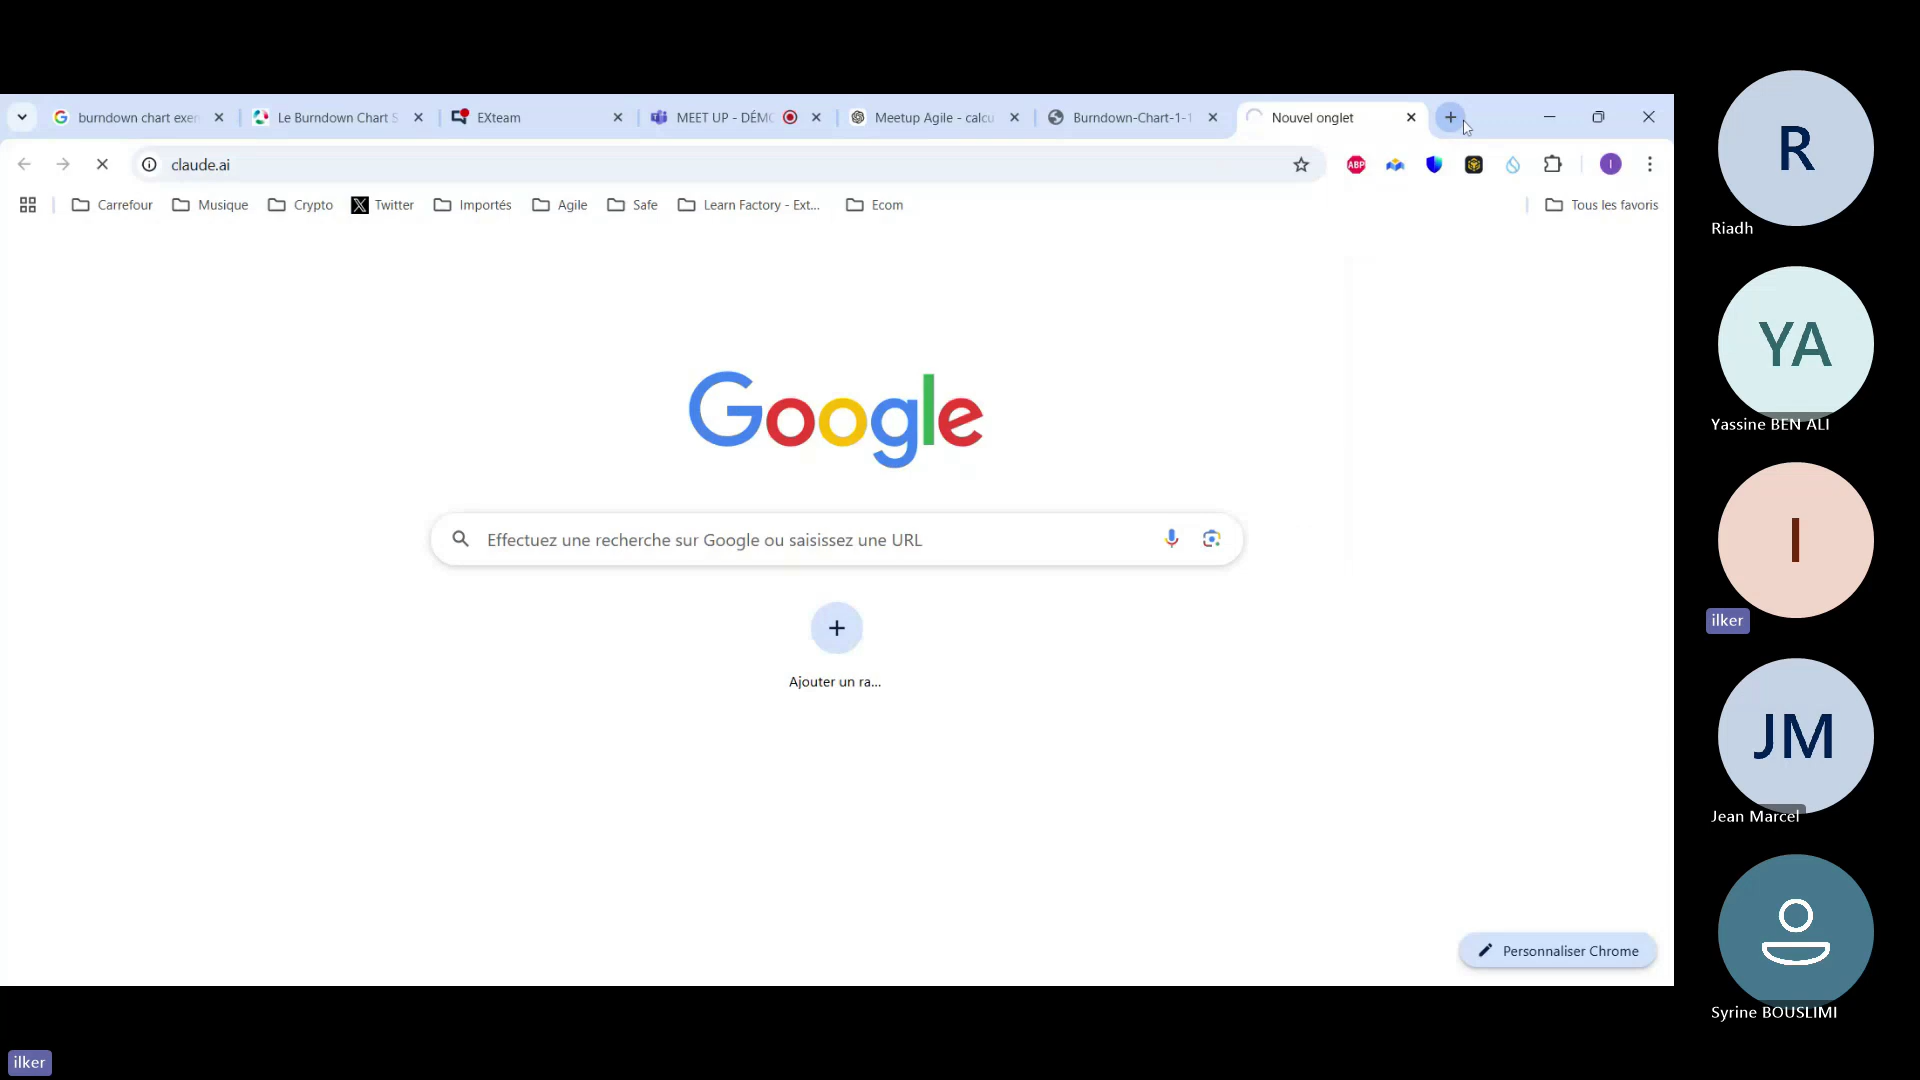 burndown chart exe
Le Burndown Chart S
EXteam
MEET UP - DÉMO
Meetup Agile - calcu
Burndown-Chart-1-1
Nouvel onglet
claude.ai
ABP
I
Carrefour
Musique
Crypto
Twitter
Importés
Agile
Safe
Learn Factory - Ext...
Ecom
Tous les favoris
Google
Effectuez une recherche sur Google ou saisissez une URL
Ajouter un ra...
Personnaliser Chrome
R
Riadh
YA
Yassine BEN ALI
I
ilker
JM
Jean Marcel
Syrine BOUSLIMI
ilker